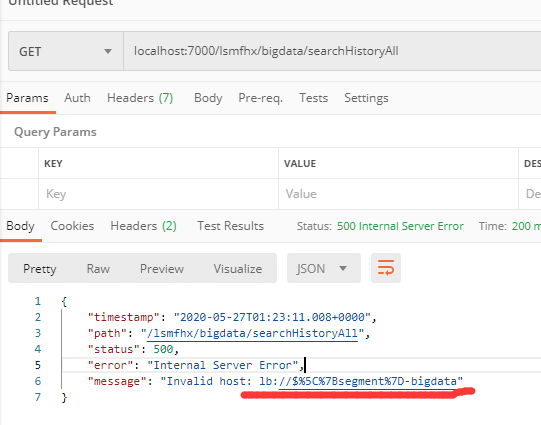 Untitled Request
GET localhost:7000/lsmfhx/bigdata/searchHistoryAll
Params Auth Headers (7) Body Pre-req. Tests Settings
Query Params
KEY VALUE DES
Key Value De
Body Cookies Headers (2) Test Results Status: 500 Internal Server Error Time: 200 m
Pretty Raw Preview Visualize JSON
1 {
2 "timestamp": "2020-05-27T01:23:11.008+0000",
3 "path": "/lsmfhx/bigdata/searchHistoryAll",
4 "status": 500,
5 "error": "Internal Server Error",
6 "message": "Invalid host: lb://$%5C%7Bsegment%7D-bigdata"
7 }